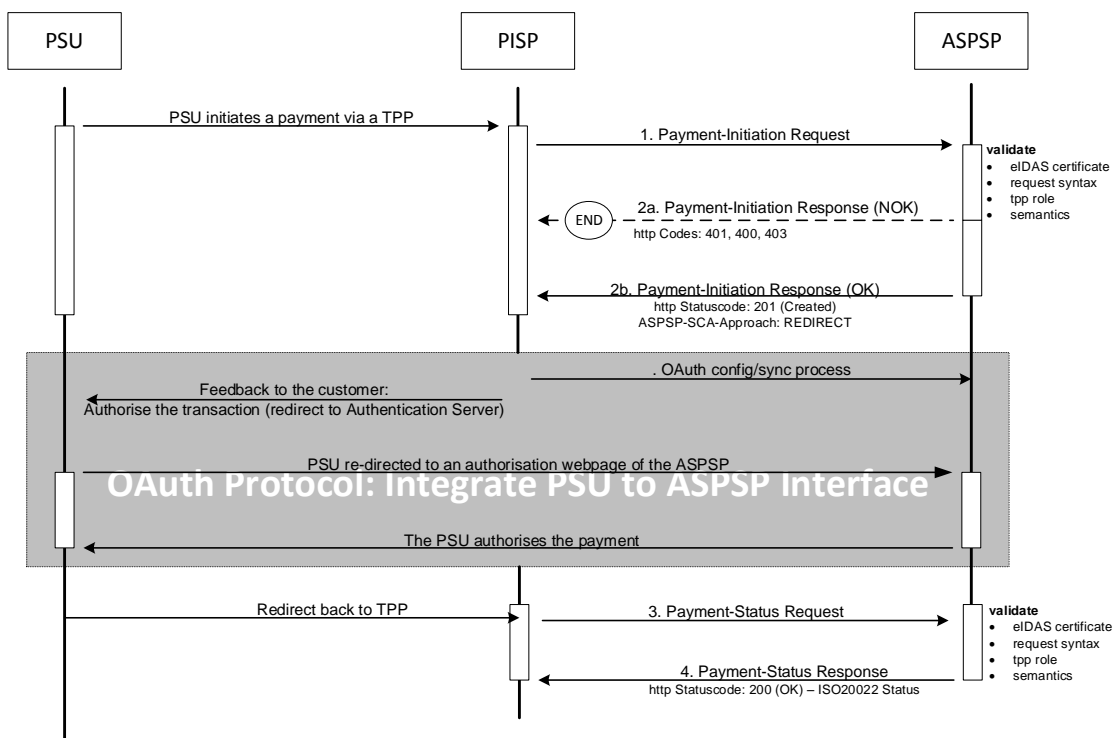 PSU
PISP
ASPSP
PSU initiates a payment via a TPP
1. Payment-Initiation Request
validate
• eIDAS certificate
• request syntax
• tpp role
• semantics
2a. Payment-Initiation Response (NOK)
END
http Codes: 401, 400, 403
2b. Payment-Initiation Response (OK)
http Statuscode: 201 (Created)
ASPSP-SCA-Approach: REDIRECT
. OAuth config/sync process
Feedback to the customer:
Authorise the transaction (redirect to Authentication Server)
PSU re-directed to an authorisation webpage of the ASPSP
OAuth Protocol: Integrate PSU to ASPSP Interface
The PSU authorises the payment
Redirect back to TPP
3. Payment-Status Request
validate
• eIDAS certificate
• request syntax
• tpp role
• semantics
4. Payment-Status Response
http Statuscode: 200 (OK) – ISO20022 Status